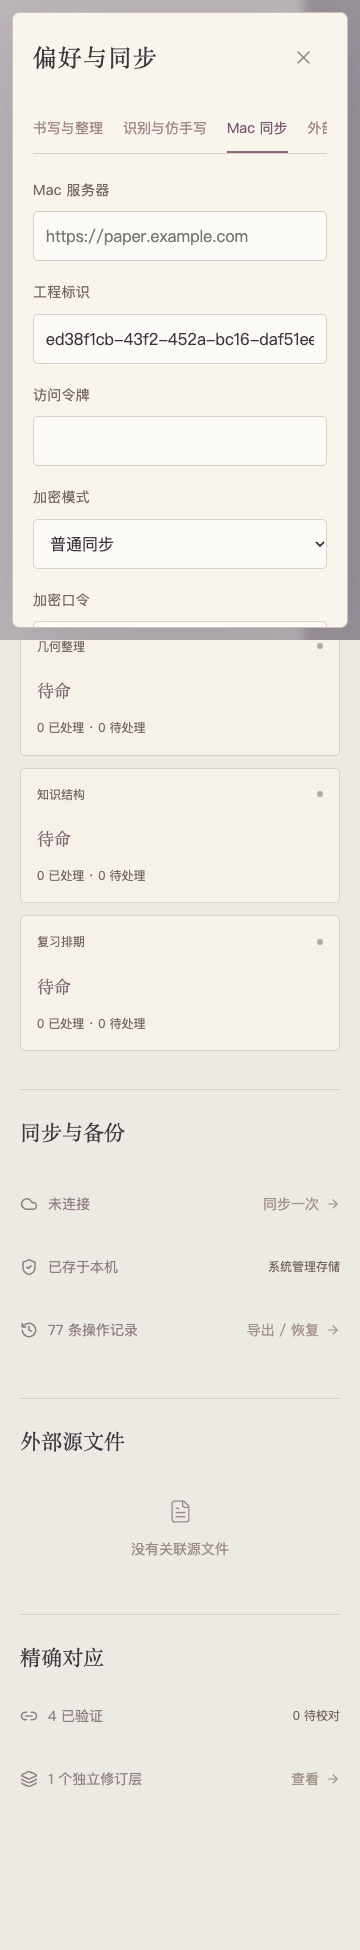 偏好与同步
书写与整理 识别与仿手写 Mac 同步 外
Mac 服务器
https://paper.example.com
工程标识
ed38f1cb-43f2-452a-bc16-daf51ee
访问令牌
加密模式
普通同步
加密口令
几何整理
待命
0 已处理 · 0 待处理
知识结构
待命
0 已处理 · 0 待处理
复习排期
待命
0 已处理 · 0 待处理
同步与备份
未连接 同步一次 →
已存于本机 系统管理存储
77 条操作记录 导出 / 恢复 →
外部源文件
没有关联源文件
精确对应
4 已验证 0 待校对
1 个独立修订层 查看 →